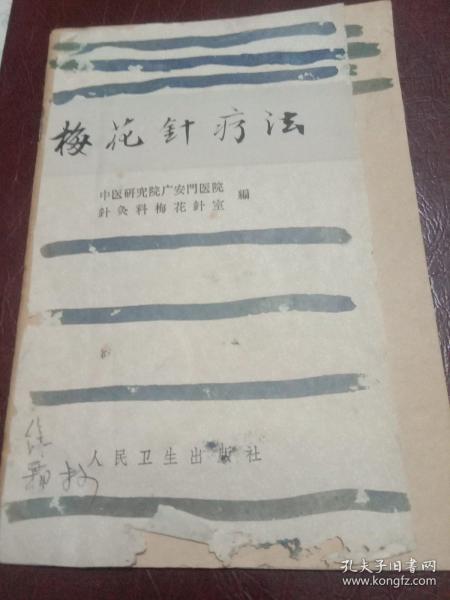 梅花針疗法
中医研究院广安門医院
針灸科梅花針室
編
人民卫生出版社
孔夫子旧书网
www.kongfz.com